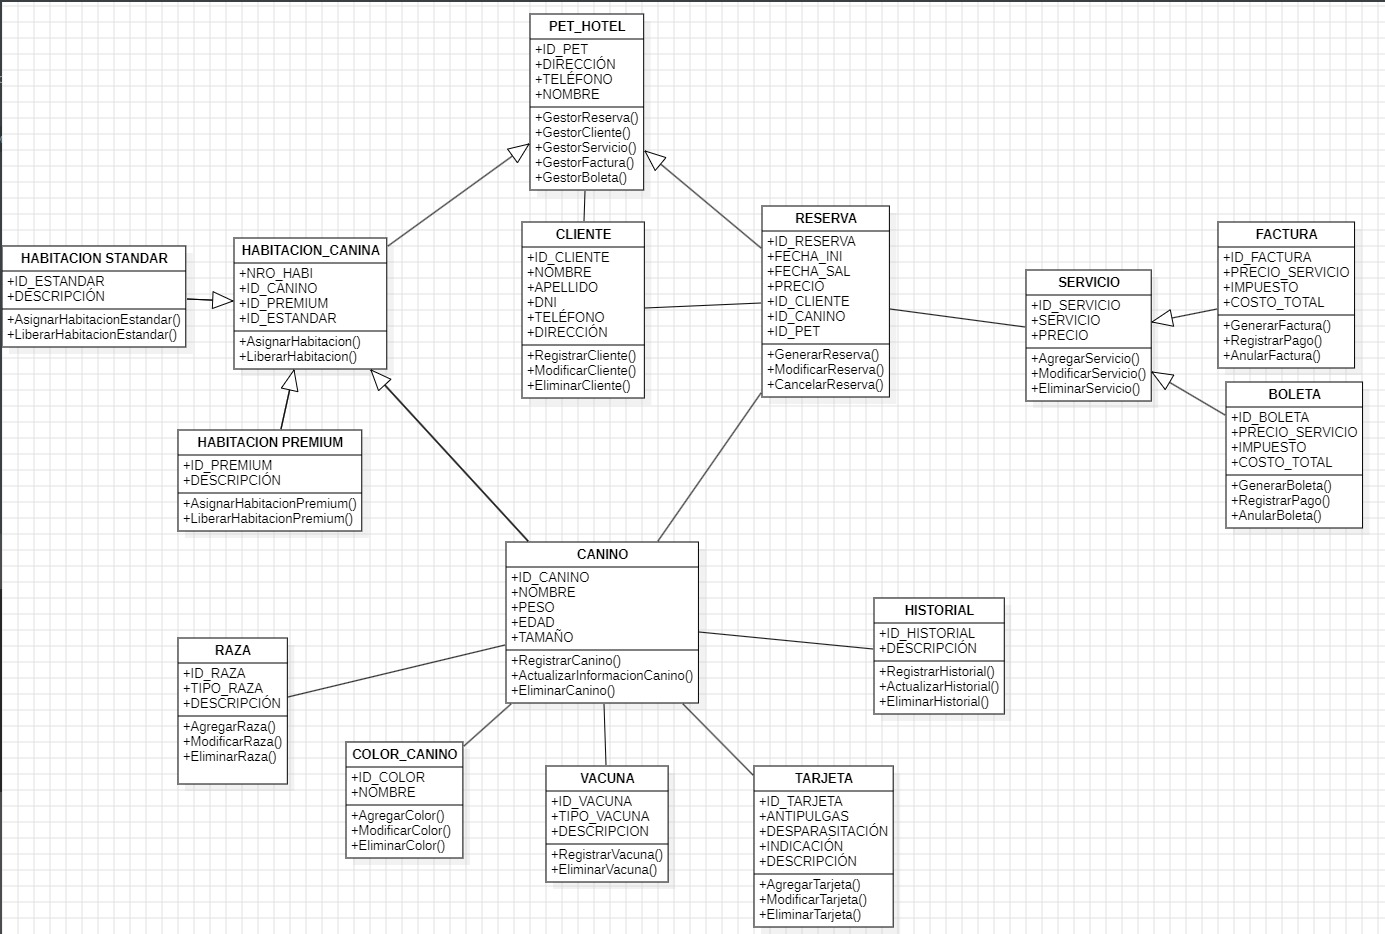 PET_HOTEL
+ID_PET
+DIRECCIÓN
+TELÉFONO
+NOMBRE
+GestorReserva()
+GestorCliente()
+GestorServicio()
+GestorFactura()
+GestorBoleta()
HABITACION STANDAR
+ID_ESTANDAR
+DESCRIPCIÓN
+AsignarHabitacionEstandar()
+LiberarHabitacionEstandar()
HABITACION_CANINA
+NRO_HABI
+ID_CANINO
+ID_PREMIUM
+ID_ESTANDAR
+AsignarHabitacion()
+LiberarHabitacion()
CLIENTE
+ID_CLIENTE
+NOMBRE
+APELLIDO
+DNI
+TELÉFONO
+DIRECCIÓN
+RegistrarCliente()
+ModificarCliente()
+EliminarCliente()
RESERVA
+ID_RESERVA
+FECHA_INI
+FECHA_SAL
+PRECIO
+ID_CLIENTE
+ID_CANINO
+ID_PET
+GenerarReserva()
+ModificarReserva()
+CancelarReserva()
SERVICIO
+ID_SERVICIO
+SERVICIO
+PRECIO
+AgregarServicio()
+ModificarServicio()
+EliminarServicio()
FACTURA
+ID_FACTURA
+PRECIO_SERVICIO
+IMPUESTO
+COSTO_TOTAL
+GenerarFactura()
+RegistrarPago()
+AnularFactura()
BOLETA
+ID_BOLETA
+PRECIO_SERVICIO
+IMPUESTO
+COSTO_TOTAL
+GenerarBoleta()
+RegistrarPago()
+AnularBoleta()
HABITACION PREMIUM
+ID_PREMIUM
+DESCRIPCIÓN
+AsignarHabitacionPremium()
+LiberarHabitacionPremium()
CANINO
+ID_CANINO
+NOMBRE
+PESO
+EDAD
+TAMAÑO
+RegistrarCanino()
+ActualizarInformacionCanino()
+EliminarCanino()
HISTORIAL
+ID_HISTORIAL
+DESCRIPCIÓN
+RegistrarHistorial()
+ActualizarHistorial()
+EliminarHistorial()
RAZA
+ID_RAZA
+TIPO_RAZA
+DESCRIPCIÓN
+AgregarRaza()
+ModificarRaza()
+EliminarRaza()
COLOR_CANINO
+ID_COLOR
+NOMBRE
+AgregarColor()
+ModificarColor()
+EliminarColor()
VACUNA
+ID_VACUNA
+TIPO_VACUNA
+DESCRIPCION
+RegistrarVacuna()
+EliminarVacuna()
TARJETA
+ID_TARJETA
+ANTIPULGAS
+DESPARASITACIÓN
+INDICACIÓN
+DESCRIPCIÓN
+AgregarTarjeta()
+ModificarTarjeta()
+EliminarTarjeta()